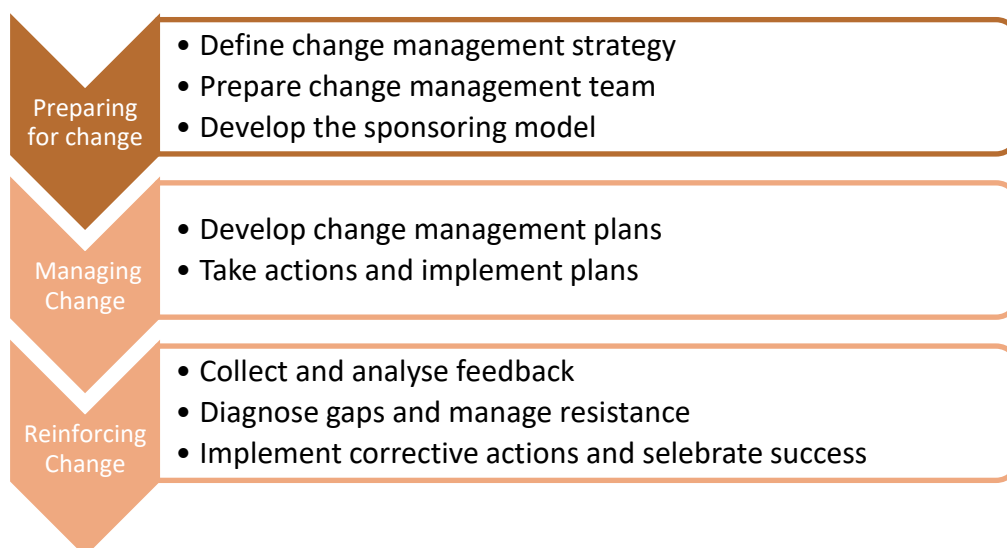 Preparing
for change
• Define change management strategy
• Prepare change management team
• Develop the sponsoring model
Managing
Change
• Develop change management plans
• Take actions and implement plans
Reinforcing
Change
• Collect and analyse feedback
• Diagnose gaps and manage resistance
• Implement corrective actions and selebrate success